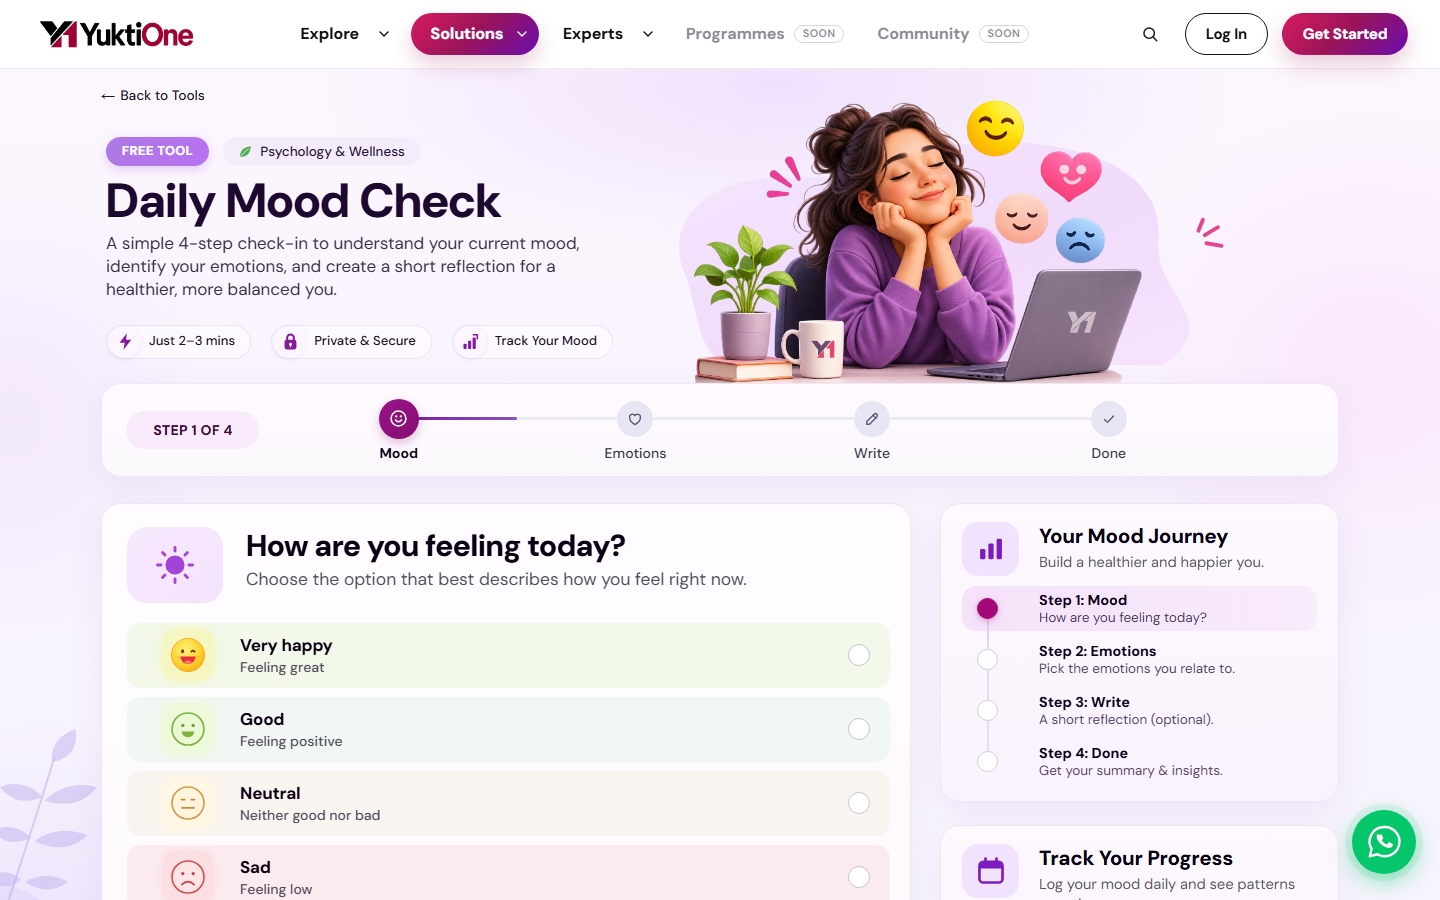 YuktiOne
Explore
Solutions
Experts
Programmes SOON
Community SOON
Log In
Get Started
← Back to Tools
FREE TOOL
Psychology & Wellness
Daily Mood Check
A simple 4-step check-in to understand your current mood,
identify your emotions, and create a short reflection for a
healthier, more balanced you.
Just 2–3 mins
Private & Secure
Track Your Mood
STEP 1 OF 4
Mood
Emotions
Write
Done
How are you feeling today?
Choose the option that best describes how you feel right now.
Very happy
Feeling great
Good
Feeling positive
Neutral
Neither good nor bad
Sad
Feeling low
Your Mood Journey
Build a healthier and happier you.
Step 1: Mood
How are you feeling today?
Step 2: Emotions
Pick the emotions you relate to.
Step 3: Write
A short reflection (optional).
Step 4: Done
Get your summary & insights.
Track Your Progress
Log your mood daily and see patterns